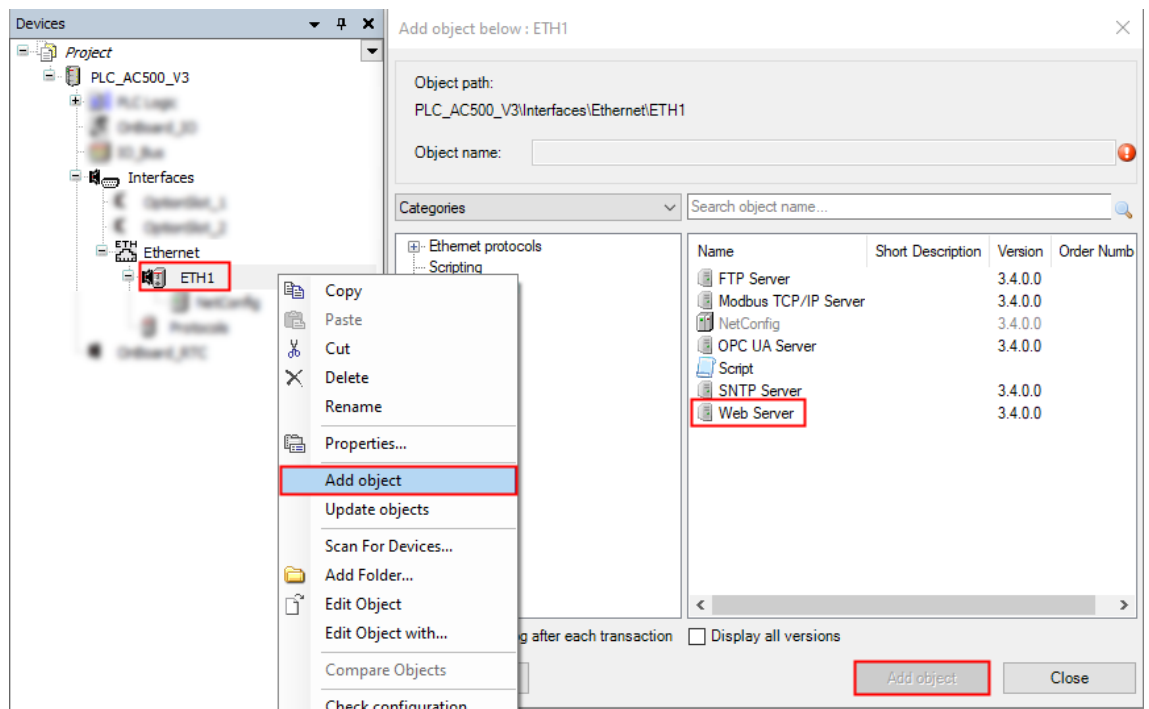 Devices
Project
PLC_AC500_V3
Interfaces
Ethernet
ETH1
Copy
Paste
Cut
Delete
Rename
Properties...
Add object
Update objects
Scan For Devices...
Add Folder...
Edit Object
Edit Object with...
Compare Objects
Check configuration
Add object below : ETH1
Object path:
PLC_AC500_V3\Interfaces\Ethernet\ETH1
Object name:
Categories
Search object name...
Ethernet protocols
Scripting
Name Short Description Version Order Numb
FTP Server 3.4.0.0
Modbus TCP/IP Server 3.4.0.0
NetConfig 3.4.0.0
OPC UA Server 3.4.0.0
Script
SNTP Server 3.4.0.0
Web Server 3.4.0.0
after each transaction Display all versions
Add object Close